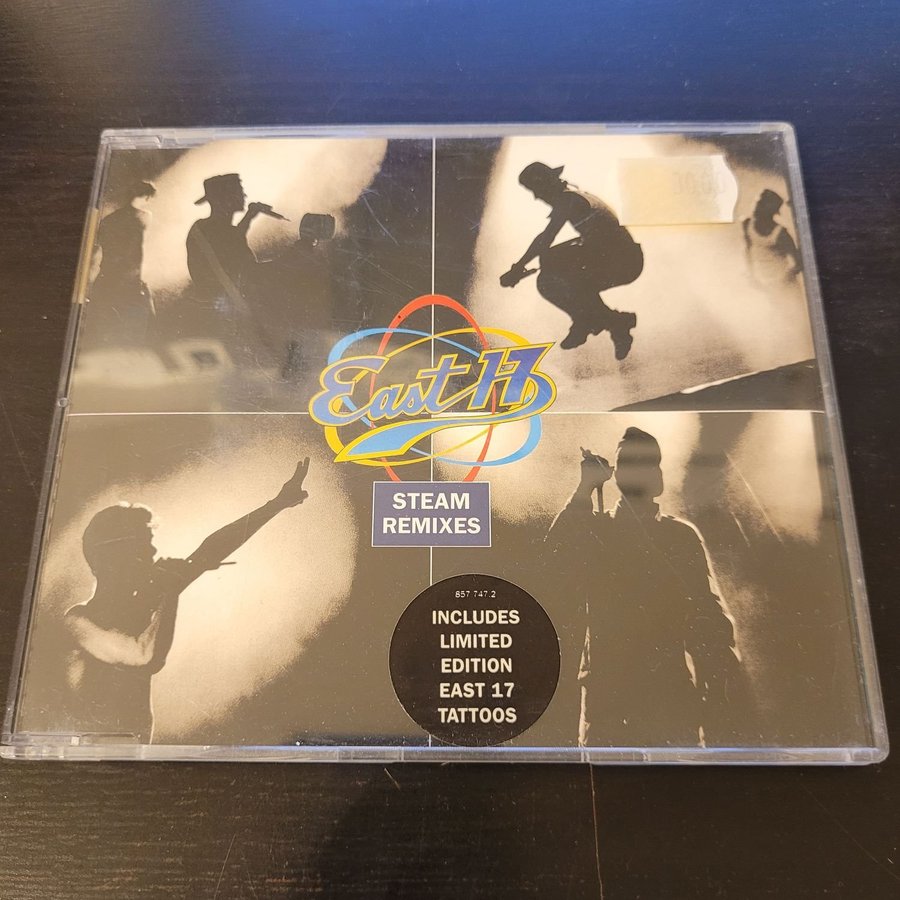 East 17
STEAM
REMIXES
857 747.2
INCLUDES
LIMITED
EDITION
EAST 17
TATTOOS